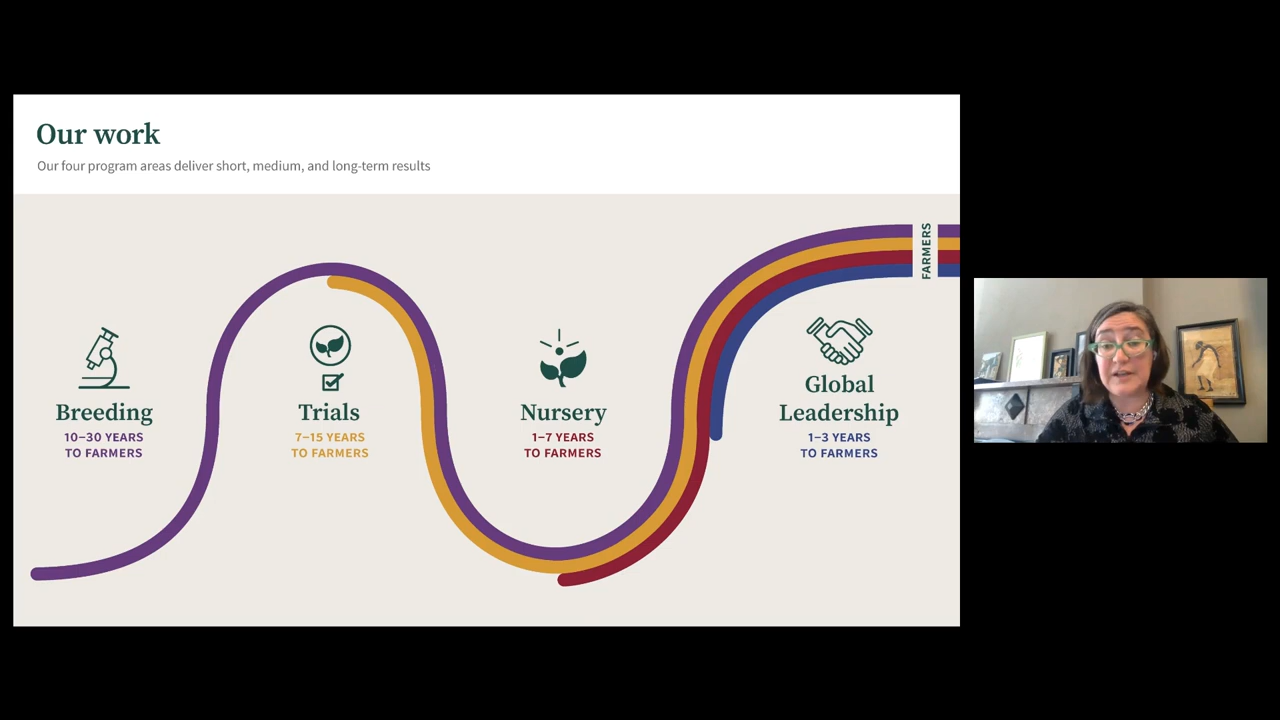 Our work
Our four program areas deliver short, medium, and long-term results
FARMERS
Breeding
10–30 YEARS
TO FARMERS
Trials
7–15 YEARS
TO FARMERS
Nursery
1–7 YEARS
TO FARMERS
Global
Leadership
1–3 YEARS
TO FARMERS